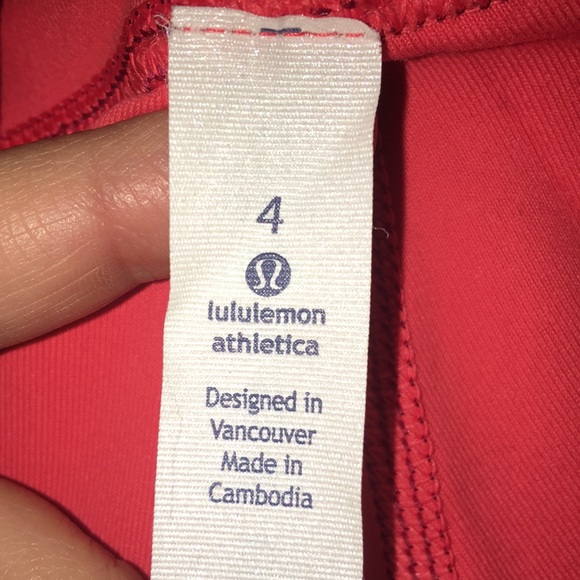 4
lululemon
athletica
Designed in
Vancouver
Made in
Cambodia